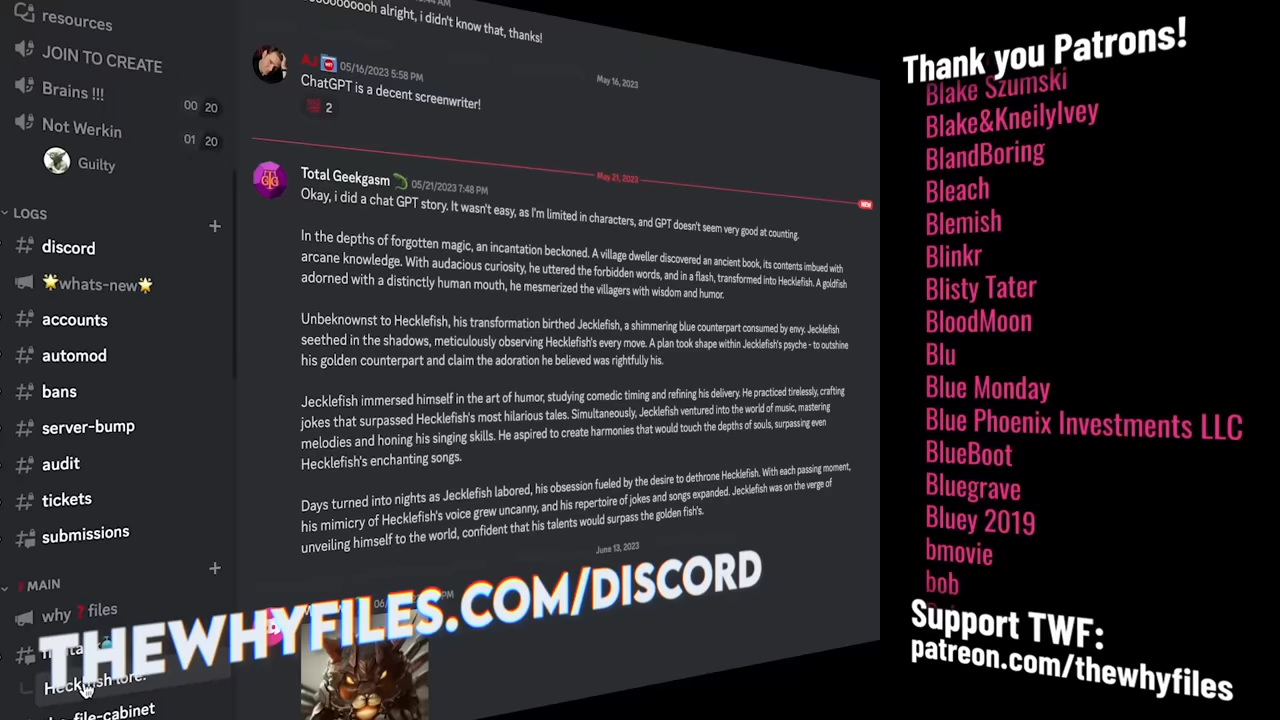 resources
JOIN TO CREATE
Brains !!!
00 20
Not Werkin
01 20
Guilty
LOGS
discord
whats-new
accounts
automod
bans
server-bump
audit
tickets
submissions
MAIN
why files
alright, i didn't know that, thanks!
May 16, 2023
AJ 05/16/2023 5:58 PM
ChatGPT is a decent screenwriter!
2
May 21, 2023
NEW
Total Geekgasm 05/21/2023 7:48 PM
Okay, i did a chat GPT story. It wasn't easy, as I'm limited in characters, and GPT doesn't seem very good at counting.
In the depths of forgotten magic, an incantation beckoned. A village dweller discovered an ancient book, its contents imbued with
arcane knowledge. With audacious curiosity, he uttered the forbidden words, and in a flash, transformed into Hecklefish. A goldfish
adorned with a distinctly human mouth, he mesmerized the villagers with wisdom and humor.
Unbeknownst to Hecklefish, his transformation birthed Jecklefish, a shimmering blue counterpart consumed by envy. Jecklefish
seethed in the shadows, meticulously observing Hecklefish's every move. A plan took shape within Jecklefish's psyche - to outshine
his golden counterpart and claim the adoration he believed was rightfully his.
Jecklefish immersed himself in the art of humor, studying comedic timing and refining his delivery. He practiced tirelessly, crafting
jokes that surpassed Hecklefish's most hilarious tales. Simultaneously, Jecklefish ventured into the world of music, mastering
melodies and honing his singing skills. He aspired to create harmonies that would touch the depths of souls, surpassing even
Hecklefish's enchanting songs.
Days turned into nights as Jecklefish labored, his obsession fueled by the desire to dethrone Hecklefish. With each passing moment,
his mimicry of Hecklefish's voice grew uncanny, and his repertoire of jokes and songs expanded. Jecklefish was on the verge of
unveiling himself to the world, confident that his talents would surpass the golden fish's.
June 13, 2023
THEWHYFILES.COM/DISCORD
Thank you Patrons!
Blake Szumski
Blake&KneilyIvey
BlandBoring
Bleach
Blemish
Blinkr
Blisty Tater
BloodMoon
Blu
Blue Monday
Blue Phoenix Investments LLC
BlueBoot
Bluegrave
Bluey 2019
bmovie
bob
Support TWF:
patreon.com/thewhyfiles